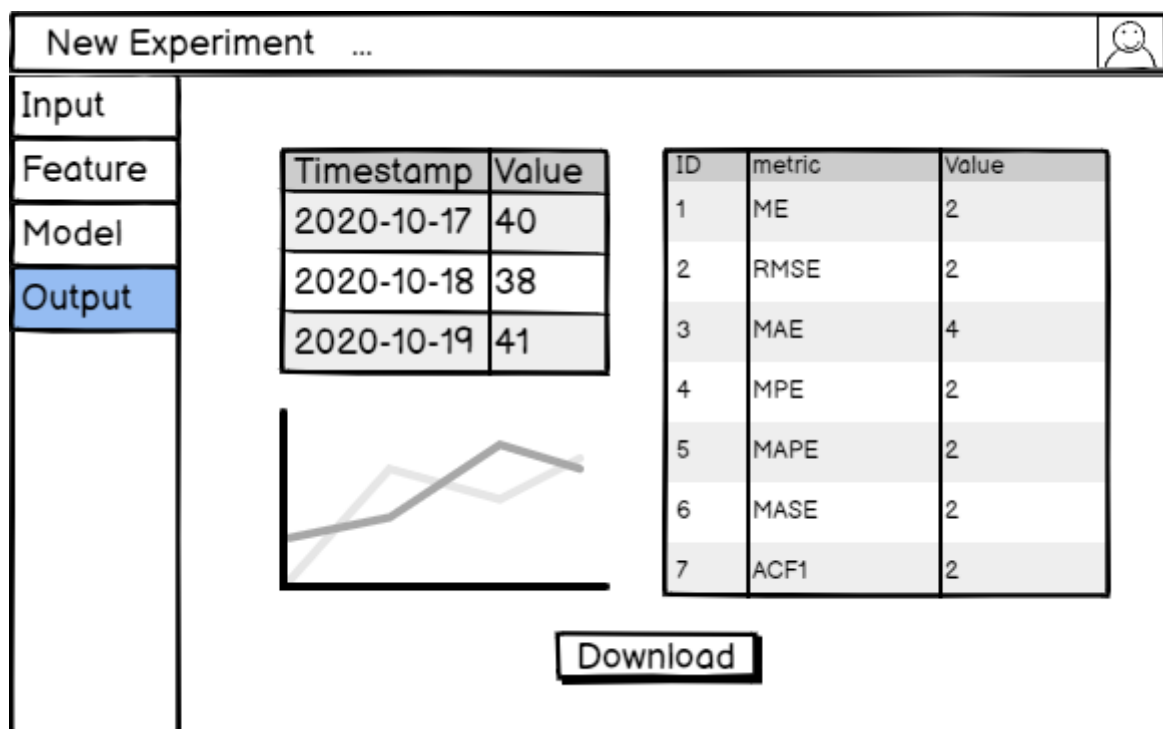 New Experiment ...
Input
Feature
Model
Output
Timestamp Value
2020-10-17 40
2020-10-18 38
2020-10-19 41
ID metric Value
1 ME 2
2 RMSE 2
3 MAE 4
4 MPE 2
5 MAPE 2
6 MASE 2
7 ACF1 2
Download